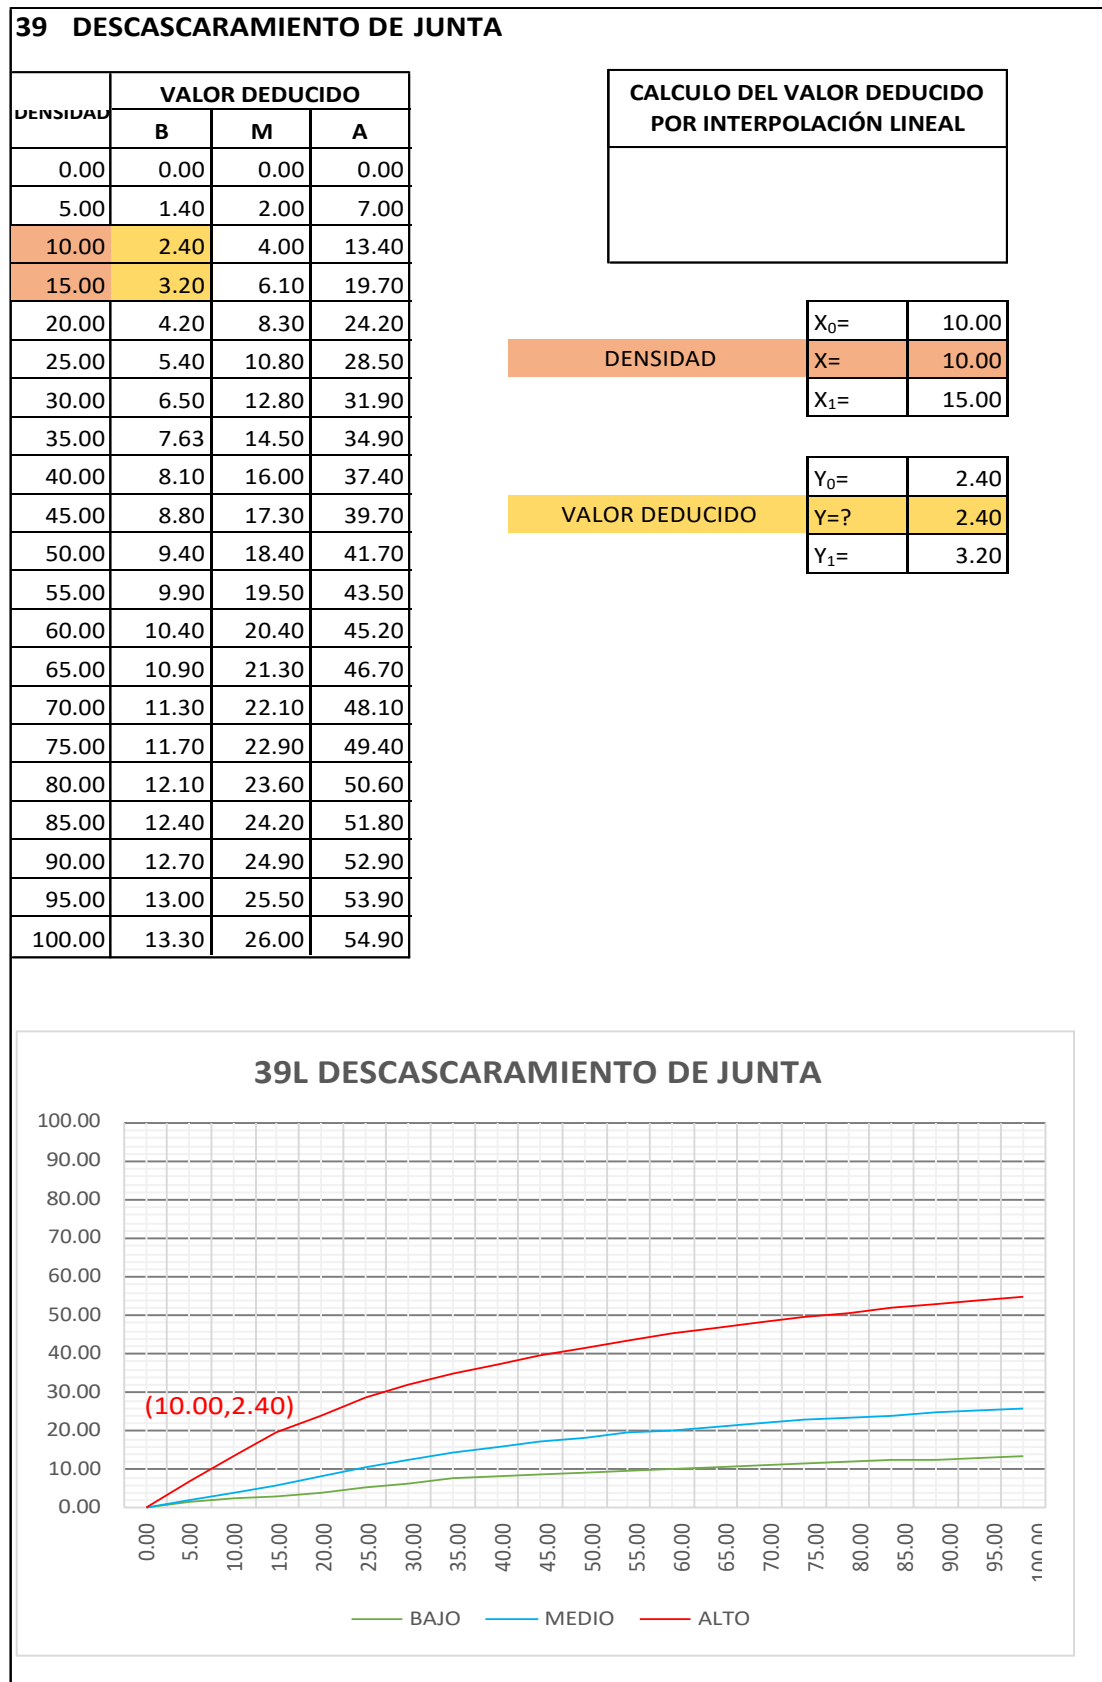 39 DESCASCARAMIENTO DE JUNTA
DENSIDAD VALOR DEDUCIDO
B M A
0.00 0.00 0.00 0.00
5.00 1.40 2.00 7.00
10.00 2.40 4.00 13.40
15.00 3.20 6.10 19.70
20.00 4.20 8.30 24.20
25.00 5.40 10.80 28.50
30.00 6.50 12.80 31.90
35.00 7.63 14.50 34.90
40.00 8.10 16.00 37.40
45.00 8.80 17.30 39.70
50.00 9.40 18.40 41.70
55.00 9.90 19.50 43.50
60.00 10.40 20.40 45.20
65.00 10.90 21.30 46.70
70.00 11.30 22.10 48.10
75.00 11.70 22.90 49.40
80.00 12.10 23.60 50.60
85.00 12.40 24.20 51.80
90.00 12.70 24.90 52.90
95.00 13.00 25.50 53.90
100.00 13.30 26.00 54.90
CALCULO DEL VALOR DEDUCIDO
POR INTERPOLACIÓN LINEAL
X₀= 10.00
DENSIDAD X= 10.00
X₁= 15.00
Y₀= 2.40
VALOR DEDUCIDO Y=? 2.40
Y₁= 3.20
39L DESCASCARAMIENTO DE JUNTA
100.00
90.00
80.00
70.00
60.00
50.00
40.00
30.00
(10.00,2.40)
20.00
10.00
0.00
0.00 5.00 10.00 15.00 20.00 25.00 30.00 35.00 40.00 45.00 50.00 55.00 60.00 65.00 70.00 75.00 80.00 85.00 90.00 95.00 100.00
BAJO MEDIO ALTO